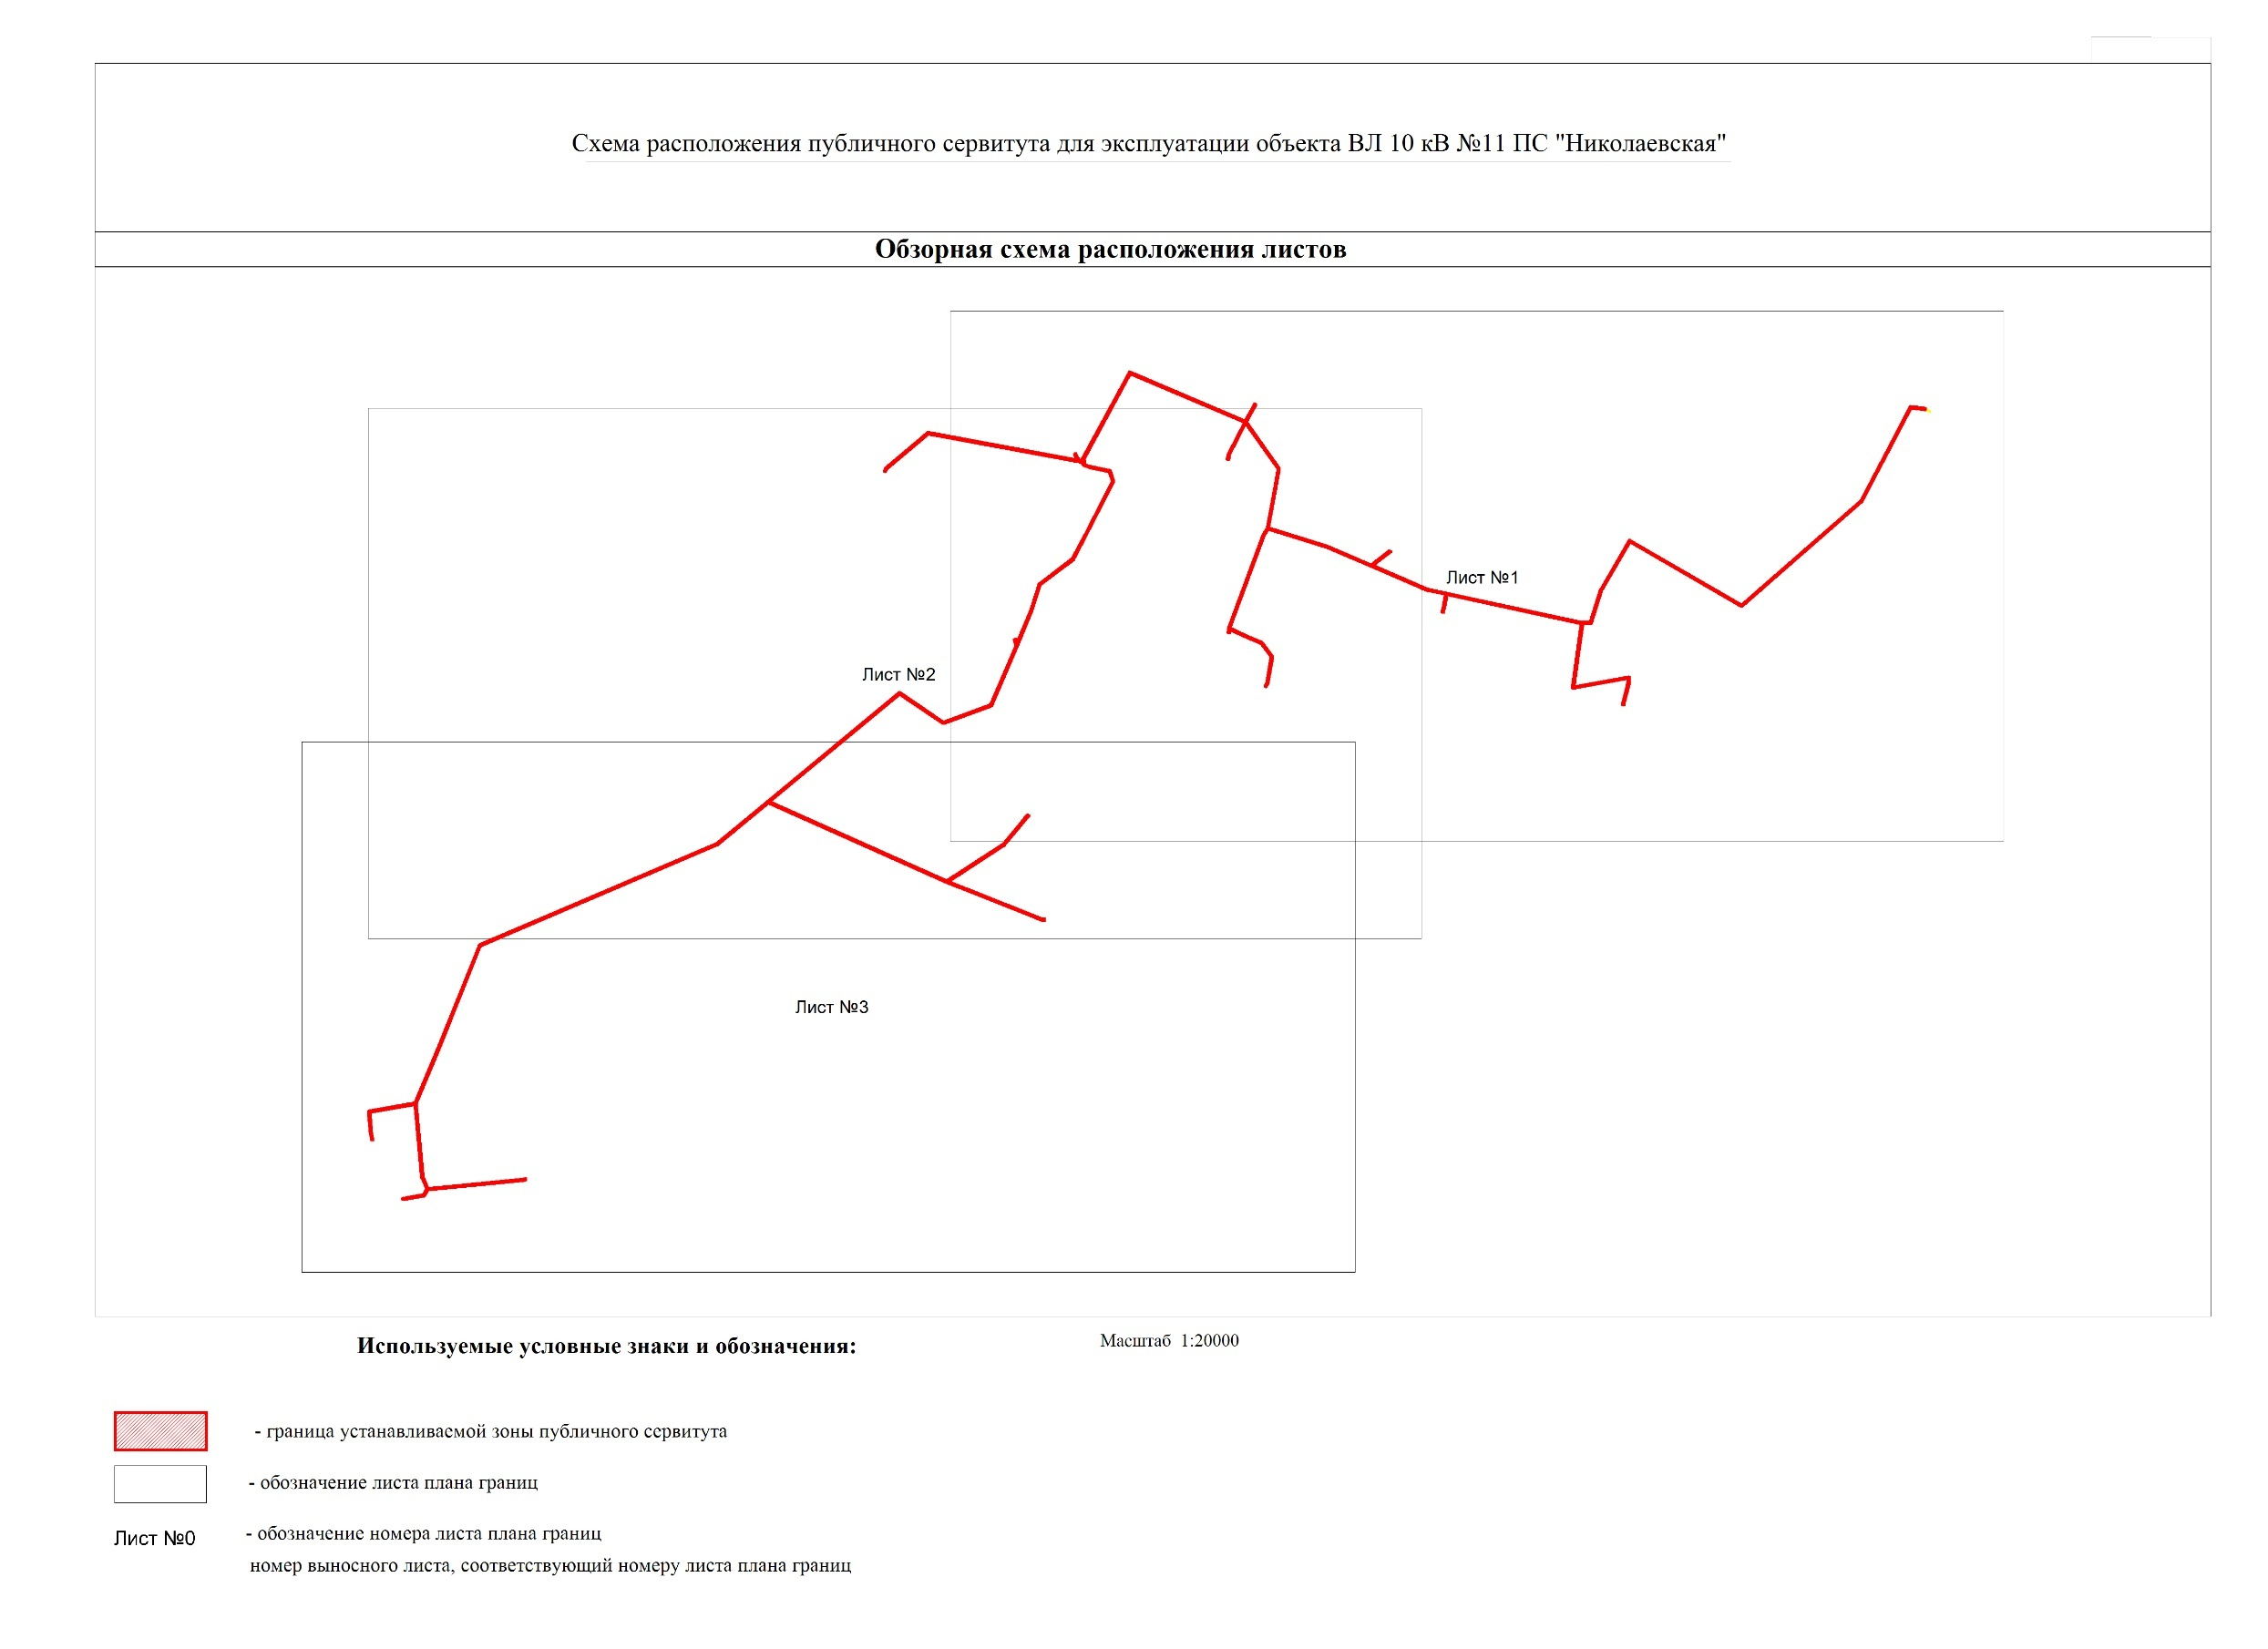 Схема расположения публичного сервитута для эксплуатации объекта ВЛ 10 кВ №11 ПС "Николаевская"
Обзорная схема расположения листов
Лист №1
Лист №2
Лист №3
Используемые условные знаки и обозначения:
Масштаб 1:20000
- граница устанавливаемой зоны публичного сервитута
- обозначение листа плана границ
Лист №0
- обозначение номера листа плана границ
номер выносного листа, соответствующий номеру листа плана границ